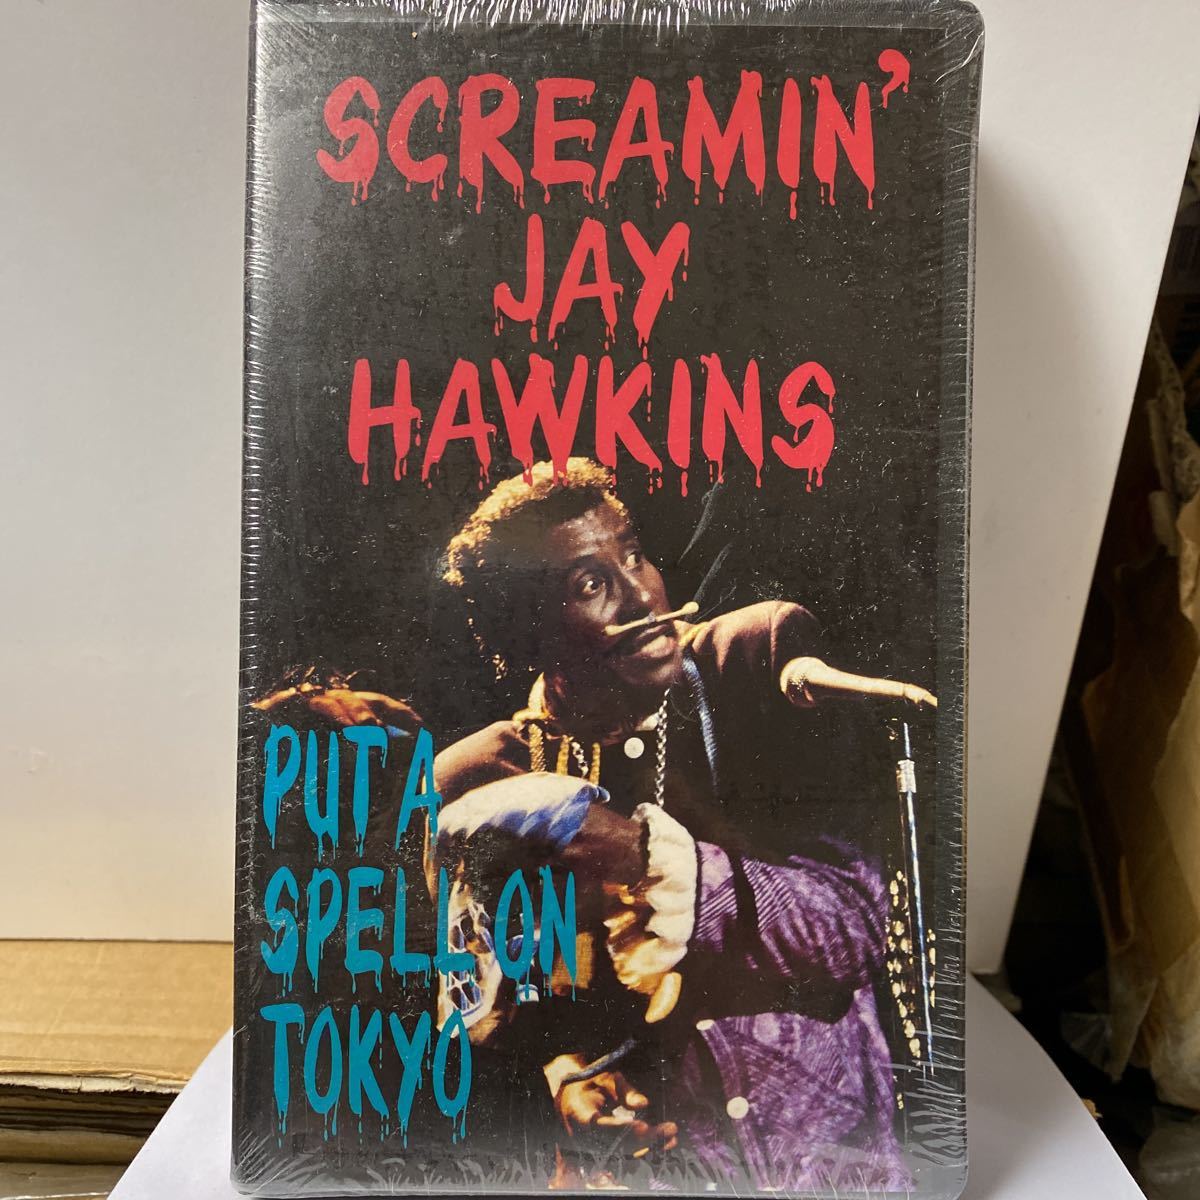 SCREAMIN'
JAY
HAWKINS
PUT A
SPELL ON
TOKYO